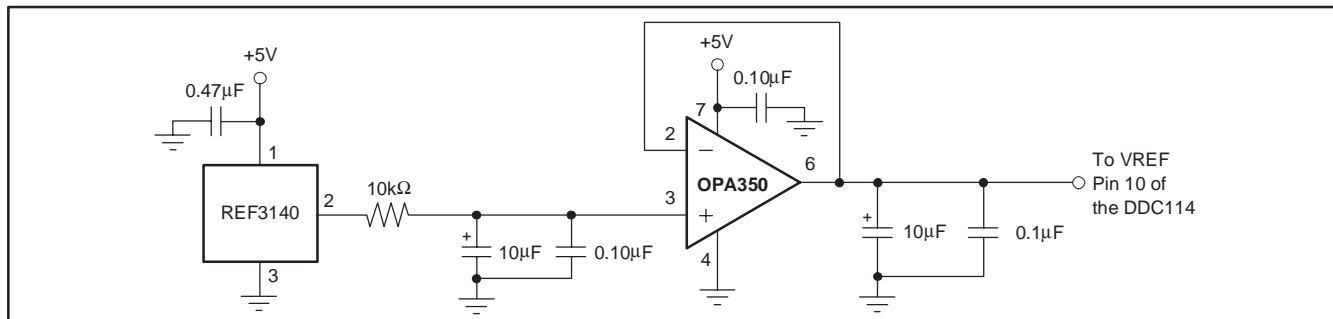 +5V
0.47µF
1
REF3140
2
3
10kΩ
+
10µF
0.10µF
+5V
0.10µF
7
2
−
OPA350
3
+
4
6
+
10µF
0.1µF
To VREF
Pin 10 of
the DDC114